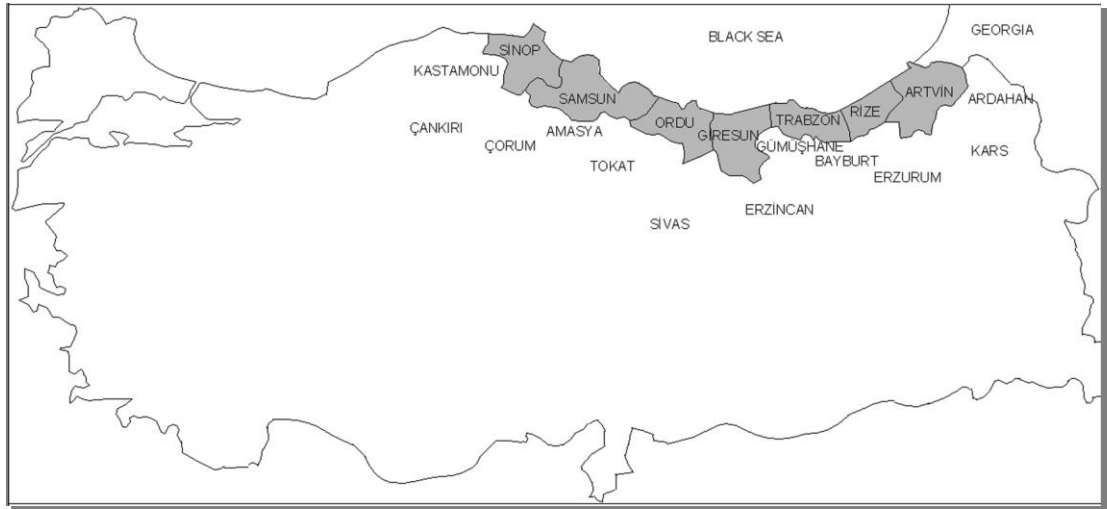 BLACK SEA
GEORGIA
SİNOP
KASTAMONU
SAMSUN
ORDU
GİRESUN
TRABZON
RİZE
ARTVİN
ARDAHAN
ÇANKIRI
ÇORUM
AMASYA
TOKAT
GÜMÜŞHANE
BAYBURT
ERZURUM
KARS
SİVAS
ERZİNCAN